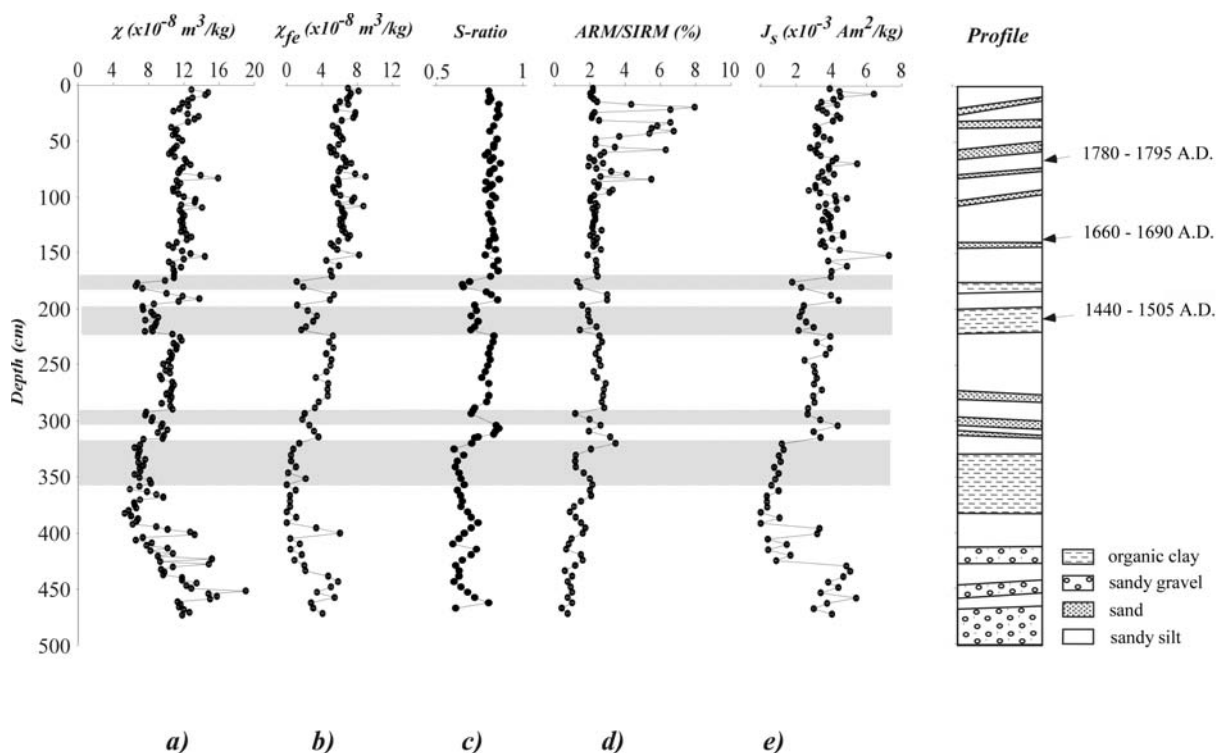 χ (x10⁻⁸ m³/kg) χfe (x10⁻⁸ m³/kg) S-ratio ARM/SIRM (%) Js (x10⁻³ Am²/kg) Profile
0 4 8 12 16 20 0 4 8 12 0.5 1 0 2 4 6 8 10 0 2 4 6 8
0
50
1780 - 1795 A.D.
100
1660 - 1690 A.D.
150
200
1440 - 1505 A.D.
250
Depth (cm)
300
350
400
organic clay
450
sandy gravel
sand
500
sandy silt
a) b) c) d) e)